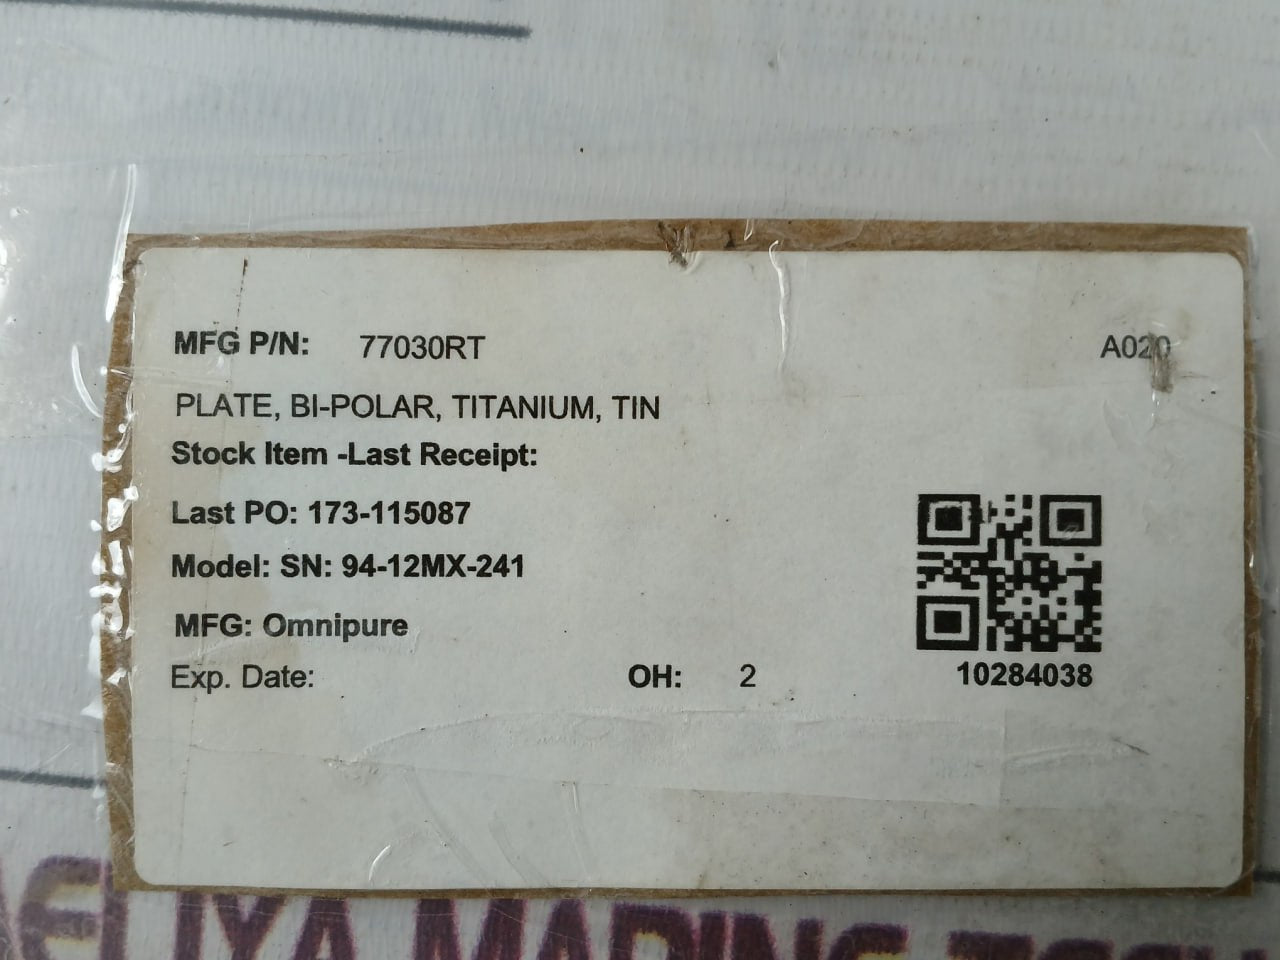 MFG P/N: 77030RT A020
PLATE, BI-POLAR, TITANIUM, TIN
Stock Item -Last Receipt:
Last PO: 173-115087
Model: SN: 94-12MX-241
MFG: Omnipure
Exp. Date: OH: 2
10284038